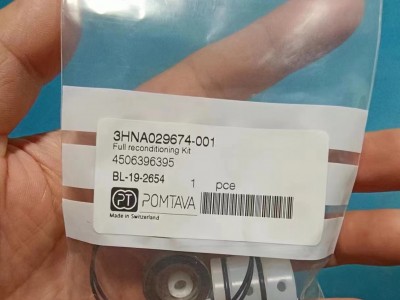 3HNA029674-001
Full reconditioning Kit
4506396395
BL-19-2654 1 pce
PT POMTAVA
Made in Switzerland